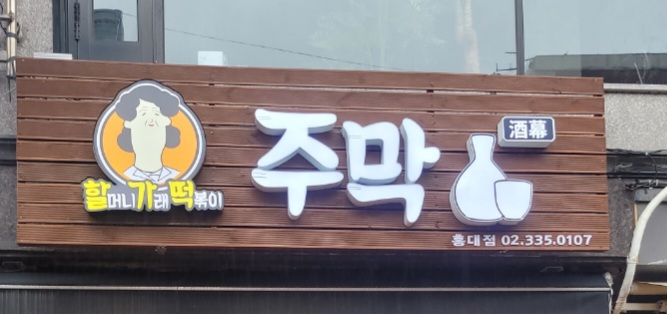 할머니가래떡볶이
주막
酒幕
홍대점 02.335.0107